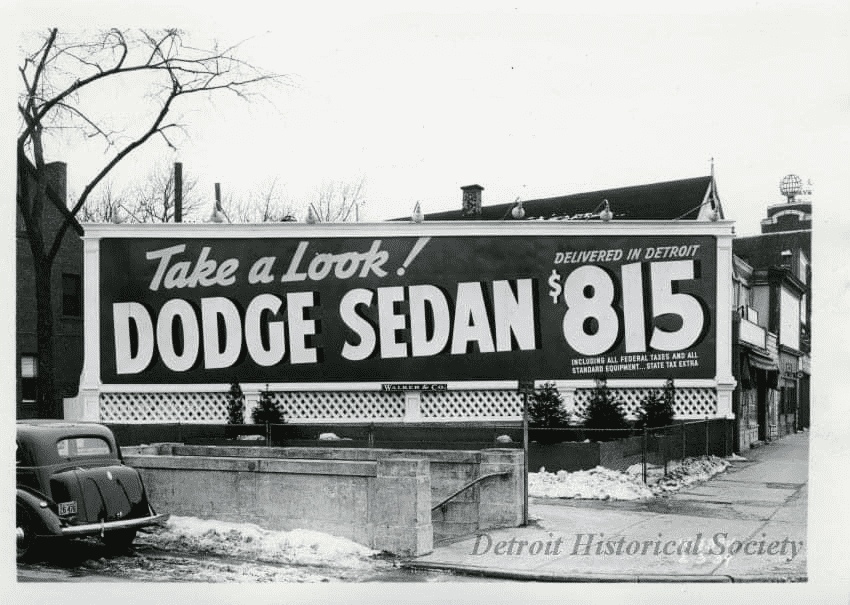 Take a Look!
DELIVERED IN DETROIT
DODGE SEDAN $815
INCLUDING ALL FEDERAL TAXES AND ALL
STANDARD EQUIPMENT... STATE TAX EXTRA
WALKER & CO.
Detroit Historical Society